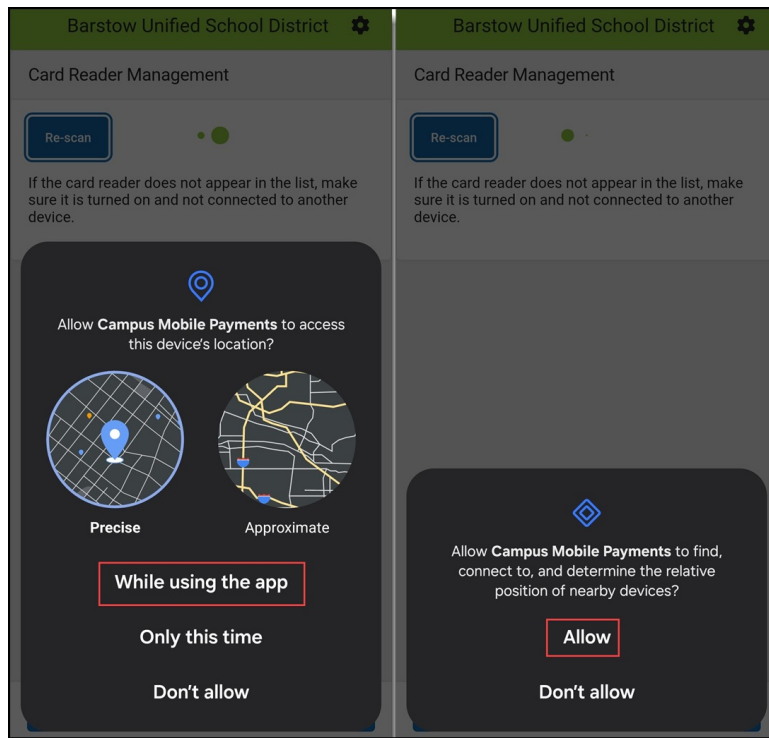 Barstow Unified School District
Card Reader Management
Re-scan
If the card reader does not appear in the list, make
sure it is turned on and not connected to another
device.
Allow Campus Mobile Payments to access
this device's location?
Precise
Approximate
While using the app
Only this time
Don't allow
Barstow Unified School District
Card Reader Management
Re-scan
If the card reader does not appear in the list, make
sure it is turned on and not connected to another
device.
Allow Campus Mobile Payments to find,
connect to, and determine the relative
position of nearby devices?
Allow
Don't allow